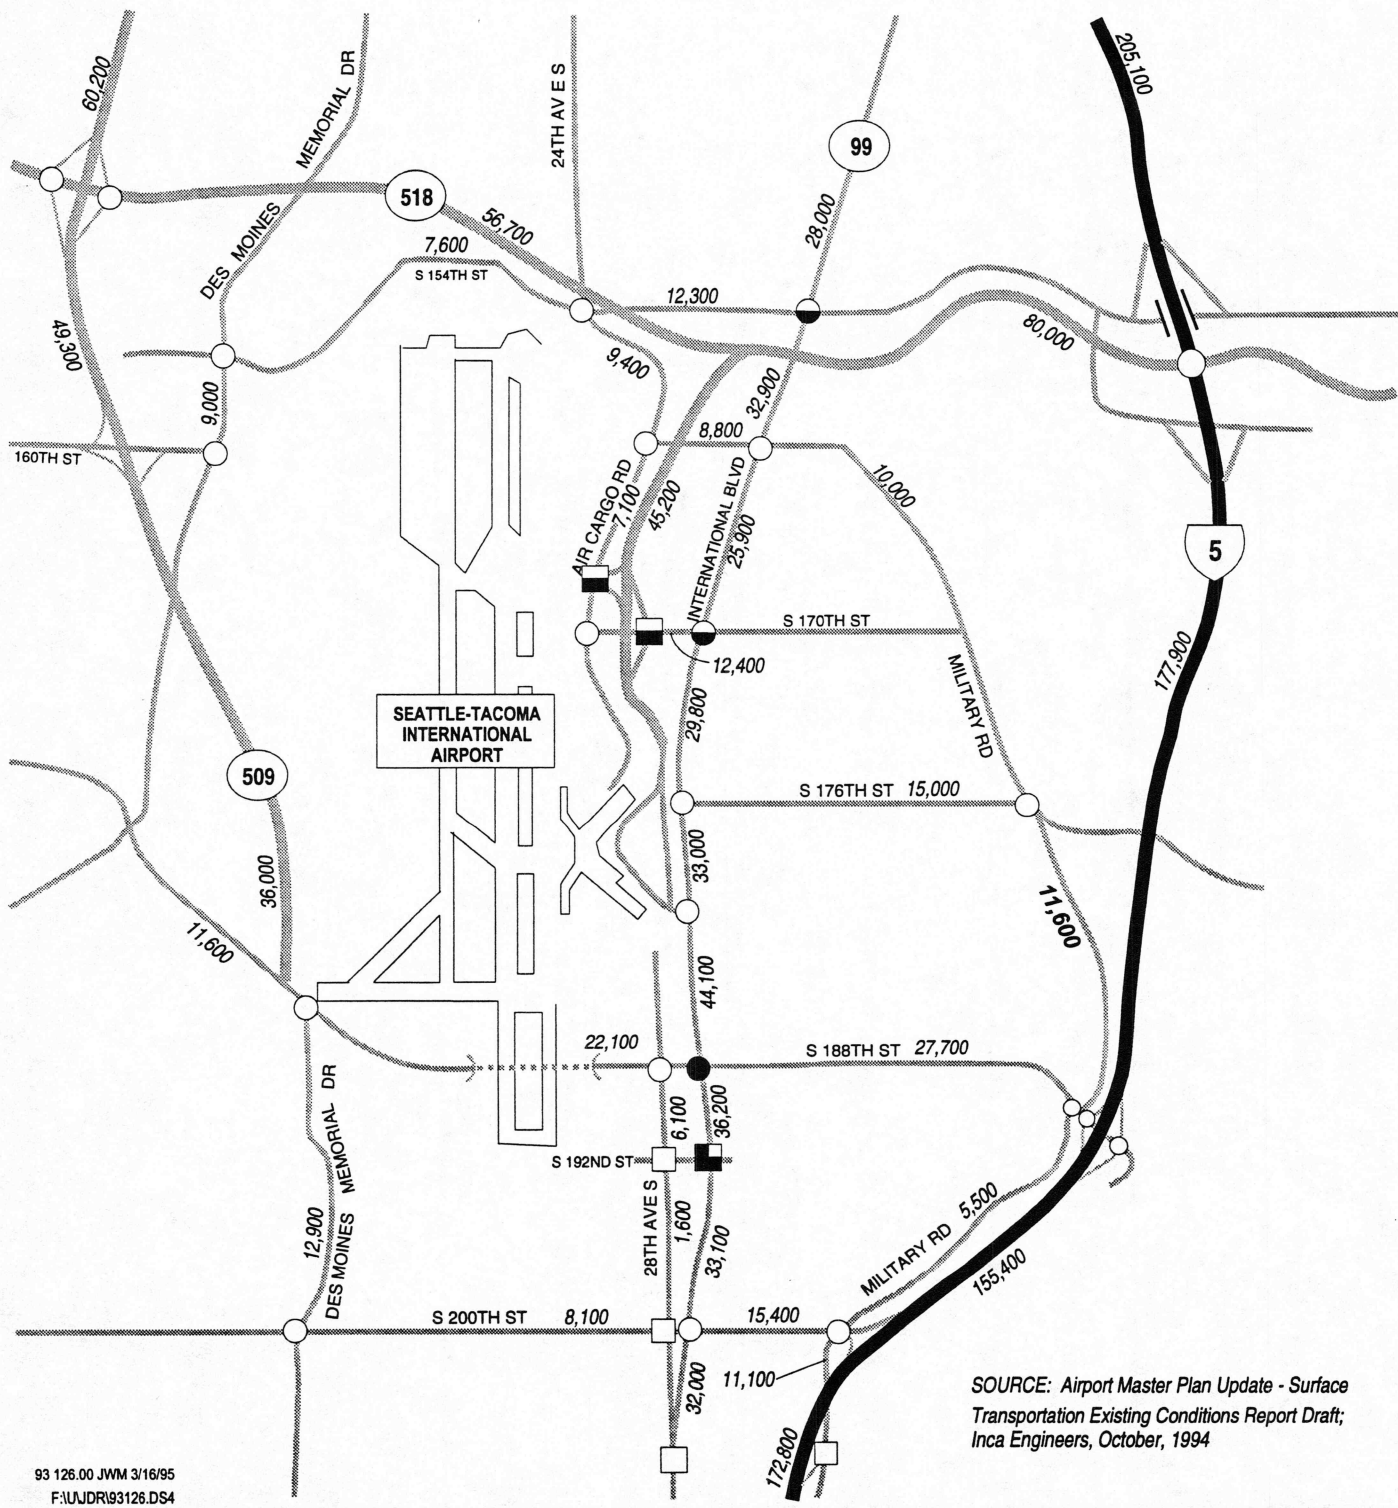 60,200
MEMORIAL DR
24TH AV E S
205,100
99
518
56,700
28,000
DES MOINES
7,600
S 154TH ST
12,300
80,000
49,300
9,400
32,900
9,000
8,800
160TH ST
10,000
AIR CARGO RD
7,100
45,200
INTERNATIONAL BLVD
25,900
5
S 170TH ST
12,400
177,900
MILITARY RD
29,800
SEATTLE-TACOMA
INTERNATIONAL
AIRPORT
509
S 176TH ST 15,000
33,000
36,000
11,600
11,600
44,100
22,100
S 188TH ST 27,700
6,100
36,200
S 192ND ST
DES MOINES MEMORIAL DR
12,900
28TH AVE S
1,600
33,100
MILITARY RD 5,500
155,400
S 200TH ST 8,100
15,400
11,100
32,000
172,800
SOURCE: Airport Master Plan Update - Surface
Transportation Existing Conditions Report Draft;
Inca Engineers, October, 1994
93 126.00 JWM 3/16/95
F:\U\JDR\93126.DS4